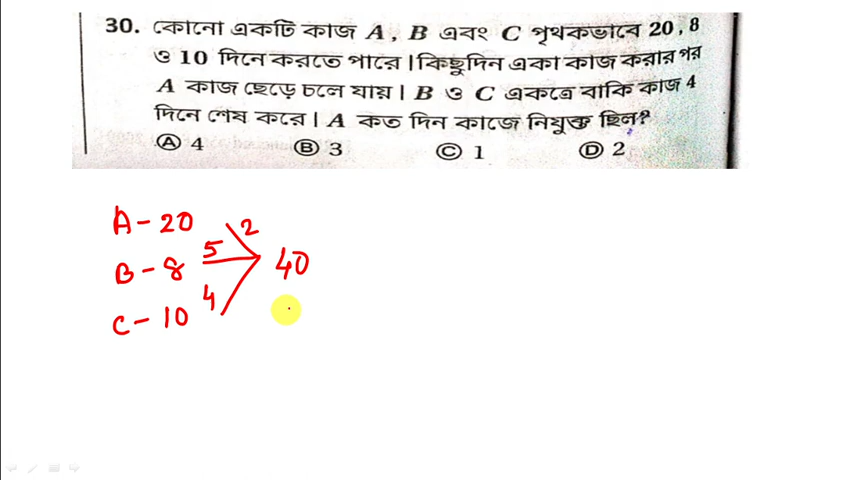 30. কোনো একটি কাজ A, B এবং C পৃথকভাবে 20, 8
ও 10 দিনে করতে পারে। কিছুদিন একা কাজ করার পর
A কাজ ছেড়ে চলে যায়। B ও C একত্রে বাকি কাজ 4
দিনে শেষ করে। A কত দিন কাজে নিযুক্ত ছিল?
Ⓐ 4 Ⓑ 3 Ⓒ 1 Ⓓ 2
A - 20 2
B - 8 5 40
C - 10 4